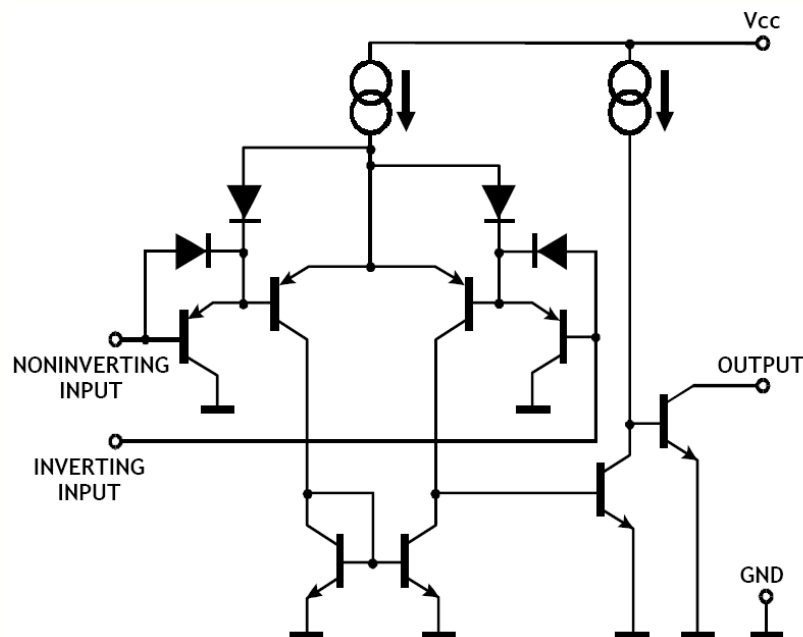 Vcc
NONINVERTING
INPUT
OUTPUT
INVERTING
INPUT
GND